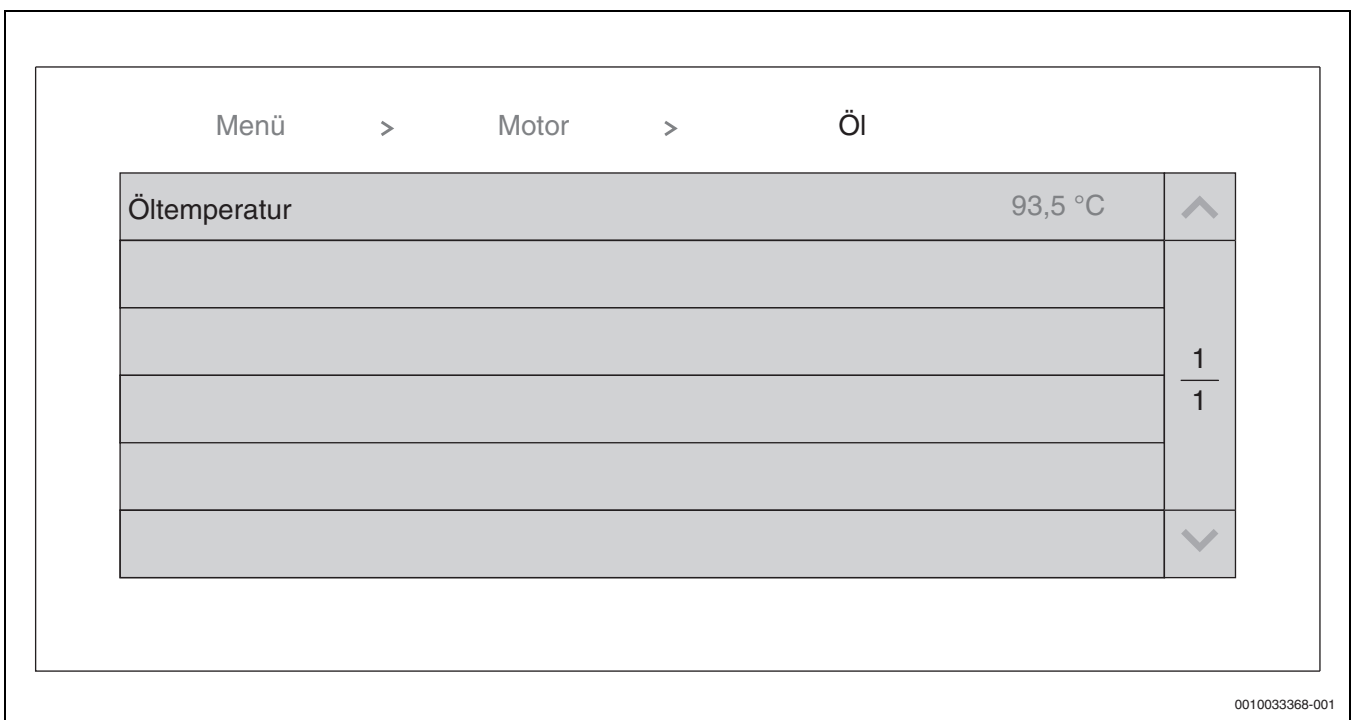 Menü > Motor > Öl
Öltemperatur 93,5 °C
1
1
0010033368-001